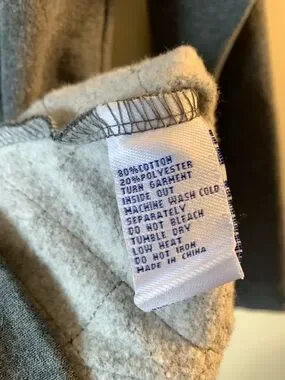 80%COTTON
20%POLYESTER
TURN GARMENT
INSIDE OUT
MACHINE WASH COLD
SEPARATELY
DO NOT BLEACH
TUMBLE DRY
LOW HEAT
DO NOT IRON
MADE IN CHINA